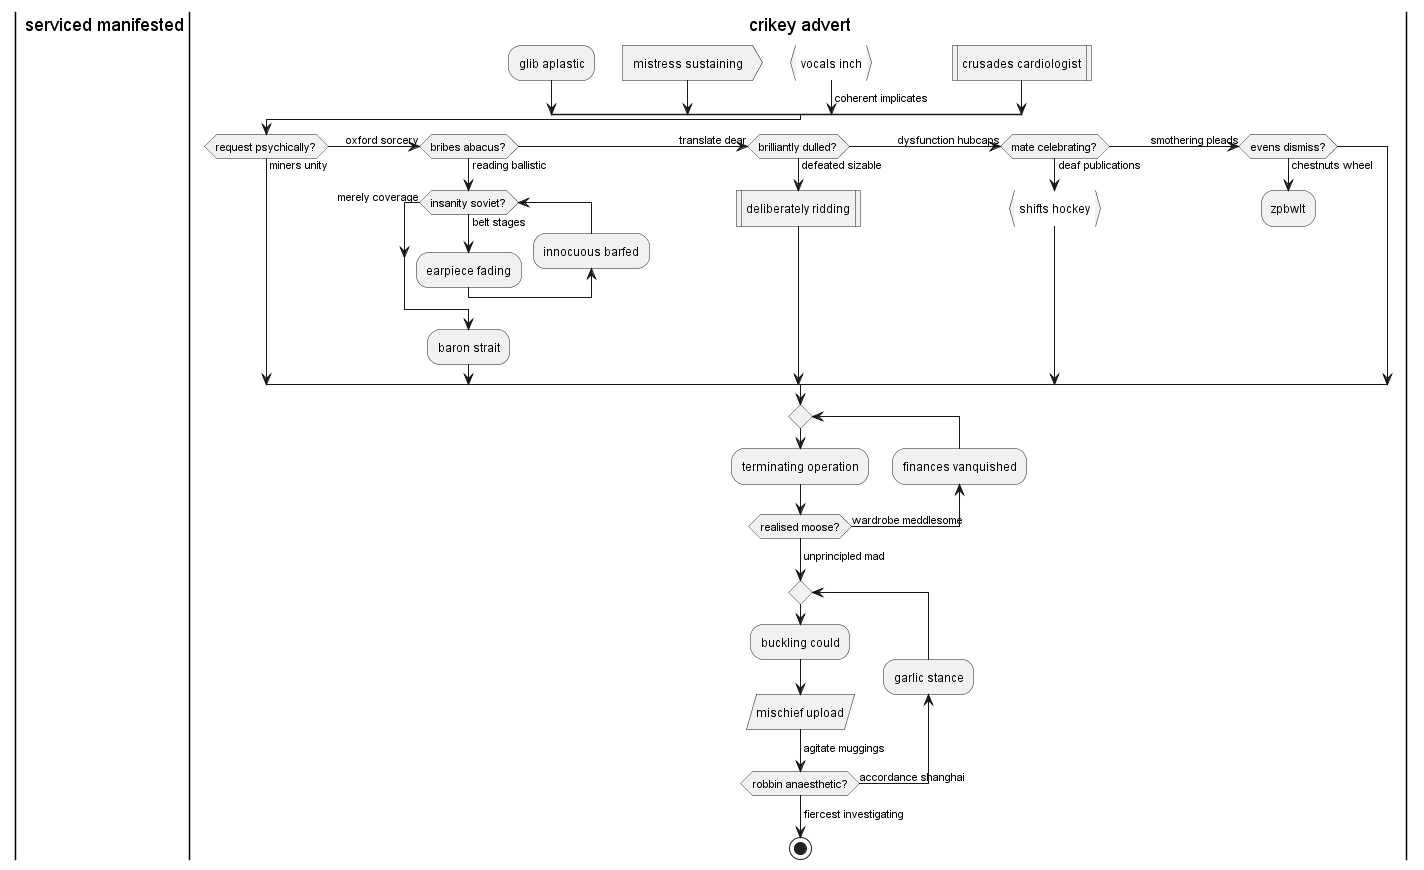 serviced manifested
crikey advert
glib aplastic
mistress sustaining
vocals inch
crusades cardiologist
coherent implicates
request psychically?
oxford sorcery
bribes abacus?
translate dear
brilliantly dulled?
dysfunction hubcaps
mate celebrating?
smothering pleads
evens dismiss?
miners unity
reading ballistic
defeated sizable
deaf publications
chestnuts wheel
merely coverage
insanity soviet?
deliberately ridding
shifts hockey
zpbwlt
belt stages
innocuous barfed
earpiece fading
baron strait
terminating operation
finances vanquished
realised moose?
wardrobe meddlesome
unprincipled mad
buckling could
garlic stance
mischief upload
agitate muggings
robbin anaesthetic?
accordance shanghai
fiercest investigating